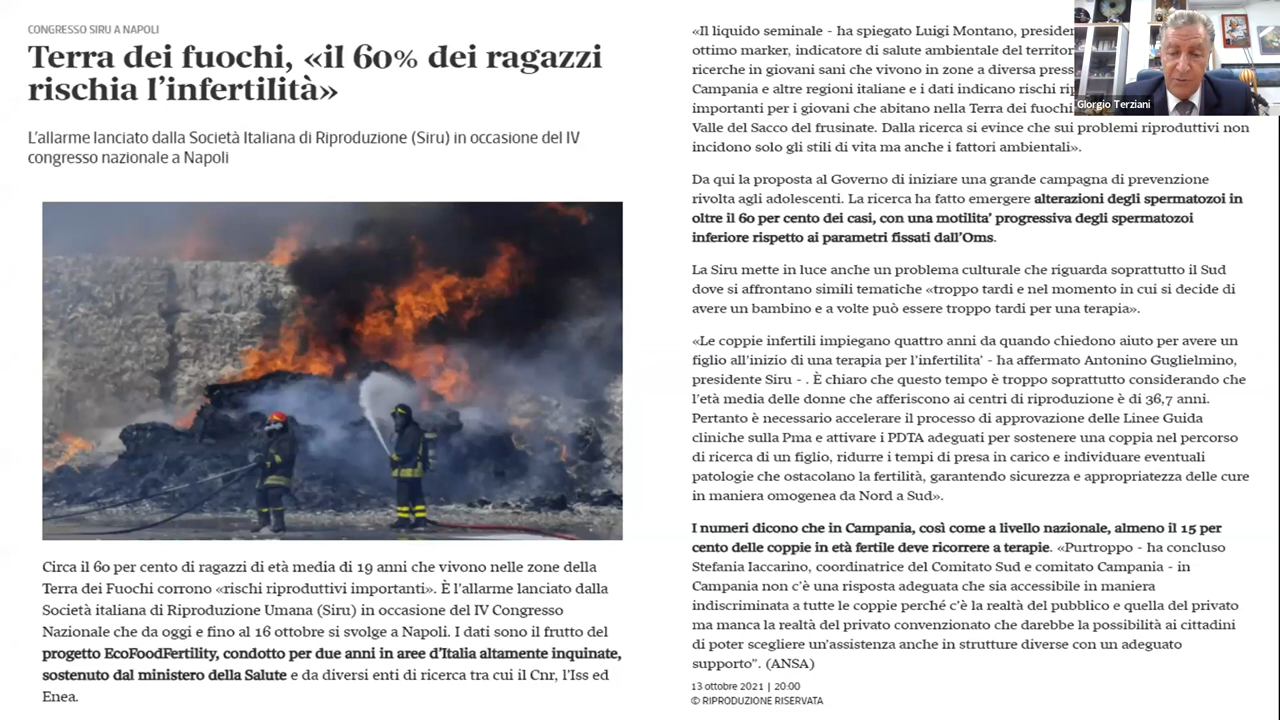 CONGRESSO SIRU A NAPOLI
Terra dei fuochi, «il 60% dei ragazzi
rischia l'infertilità»
L'allarme lanciato dalla Società Italiana di Riproduzione (Siru) in occasione del IV
congresso nazionale a Napoli
Circa il 60 per cento di ragazzi di età media di 19 anni che vivono nelle zone della
Terra dei Fuochi corrono «rischi riproduttivi importanti». È l'allarme lanciato dalla
Società italiana di Riproduzione Umana (Siru) in occasione del IV Congresso
Nazionale che da oggi e fino al 16 ottobre si svolge a Napoli. I dati sono il frutto del
progetto EcoFoodFertility, condotto per due anni in aree d'Italia altamente inquinate,
sostenuto dal ministero della Salute e da diversi enti di ricerca tra cui il Cnr, l'Iss ed
Enea.
«Il liquido seminale - ha spiegato Luigi Montano,
ottimo marker, indicatore di salute ambientale del
ricerche in giovani sani che vivono in zone a diversa
Campania e altre regioni italiane e i dati indicano rischi
importanti per i giovani che abitano nella Terra dei fuochi
Valle del Sacco del frusinate. Dalla ricerca si evince che sui problemi riproduttivi non
incidono solo gli stili di vita ma anche i fattori ambientali».
Da qui la proposta al Governo di iniziare una grande campagna di prevenzione
rivolta agli adolescenti. La ricerca ha fatto emergere alterazioni degli spermatozoi in
oltre il 60 per cento dei casi, con una motilita' progressiva degli spermatozoi
inferiore rispetto ai parametri fissati dall'Oms.
La Siru mette in luce anche un problema culturale che riguarda soprattutto il Sud
dove si affrontano simili tematiche «troppo tardi e nel momento in cui si decide di
avere un bambino e a volte può essere troppo tardi per una terapia».
«Le coppie infertili impiegano quattro anni da quando chiedono aiuto per avere un
figlio all'inizio di una terapia per l'infertilita' - ha affermato Antonino Guglielmino,
presidente Siru - . È chiaro che questo tempo è troppo soprattutto considerando che
l'età media delle donne che afferiscono ai centri di riproduzione è di 36,7 anni.
Pertanto è necessario accelerare il processo di approvazione delle Linee Guida
cliniche sulla Pma e attivare i PDTA adeguati per sostenere una coppia nel percorso
di ricerca di un figlio, ridurre i tempi di presa in carico e individuare eventuali
patologie che ostacolano la fertilità, garantendo sicurezza e appropriatezza delle cure
in maniera omogenea da Nord a Sud».
I numeri dicono che in Campania, così come a livello nazionale, almeno il 15 per
cento delle coppie in età fertile deve ricorrere a terapie. «Purtroppo - ha concluso
Stefania Iaccarino, coordinatrice del Comitato Sud e comitato Campania - in
Campania non c'è una risposta adeguata che sia accessibile in maniera
indiscriminata a tutte le coppie perché c'è la realtà del pubblico e quella del privato
ma manca la realtà del privato convenzionato che darebbe la possibilità ai cittadini
di poter scegliere un'assistenza anche in strutture diverse con un adeguato
supporto”. (ANSA)
13 ottobre 2021 | 20:00
© RIPRODUZIONE RISERVATA
GIorgio Terziani